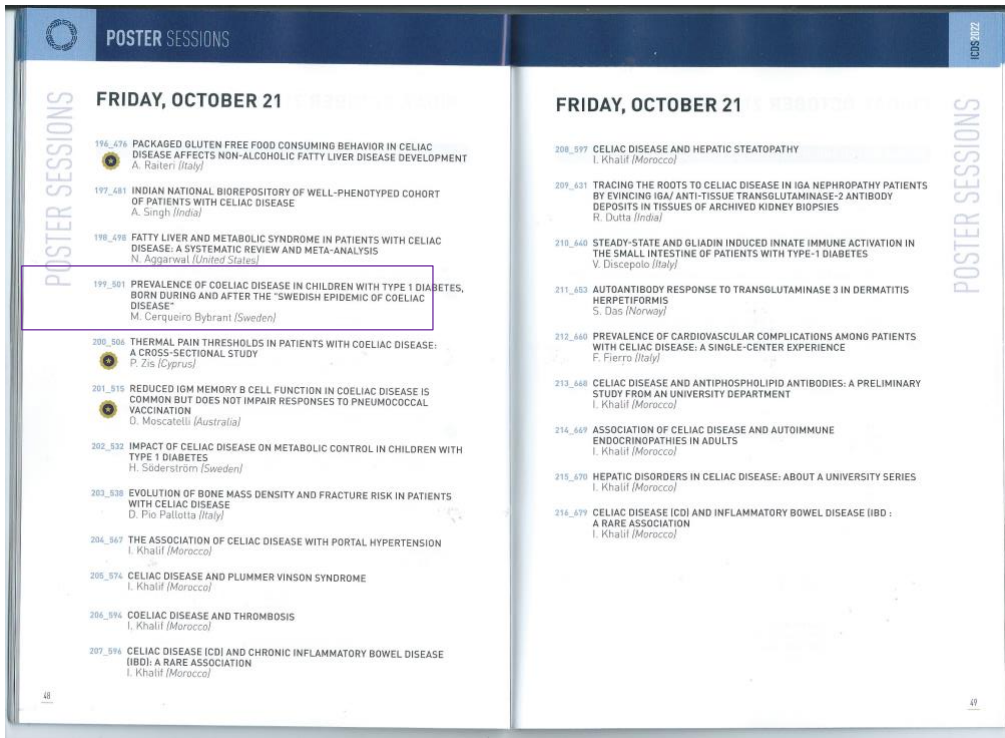 POSTER SESSIONS
POSTER SESSIONS
FRIDAY, OCTOBER 21
196_476 PACKAGED GLUTEN FREE FOOD CONSUMING BEHAVIOR IN CELIAC
DISEASE AFFECTS NON-ALCOHOLIC FATTY LIVER DISEASE DEVELOPMENT
A. Raiteri (Italy)
197_481 INDIAN NATIONAL BIOREPOSITORY OF WELL-PHENOTYPED COHORT
OF PATIENTS WITH CELIAC DISEASE
A. Singh (India)
198_498 FATTY LIVER AND METABOLIC SYNDROME IN PATIENTS WITH CELIAC
DISEASE: A SYSTEMATIC REVIEW AND META-ANALYSIS
N. Aggarwal (United States)
199_501 PREVALENCE OF COELIAC DISEASE IN CHILDREN WITH TYPE 1 DIABETES,
BORN DURING AND AFTER THE "SWEDISH EPIDEMIC OF COELIAC
DISEASE"
M. Cerqueiro Bybrant (Sweden)
200_506 THERMAL PAIN THRESHOLDS IN PATIENTS WITH COELIAC DISEASE:
A CROSS-SECTIONAL STUDY
P. Zis (Cyprus)
201_515 REDUCED IGM MEMORY B CELL FUNCTION IN COELIAC DISEASE IS
COMMON BUT DOES NOT IMPAIR RESPONSES TO PNEUMOCOCCAL
VACCINATION
O. Moscatelli (Australia)
202_532 IMPACT OF CELIAC DISEASE ON METABOLIC CONTROL IN CHILDREN WITH
TYPE 1 DIABETES
H. Söderström (Sweden)
203_538 EVOLUTION OF BONE MASS DENSITY AND FRACTURE RISK IN PATIENTS
WITH CELIAC DISEASE
D. Pio Pallotta (Italy)
204_567 THE ASSOCIATION OF CELIAC DISEASE WITH PORTAL HYPERTENSION
I. Khalif (Morocco)
205_574 CELIAC DISEASE AND PLUMMER VINSON SYNDROME
I. Khalif (Morocco)
206_594 COELIAC DISEASE AND THROMBOSIS
I. Khalif (Morocco)
207_596 CELIAC DISEASE (CD) AND CHRONIC INFLAMMATORY BOWEL DISEASE
(IBD): A RARE ASSOCIATION
I. Khalif (Morocco)
48
ICDS2022
POSTER SESSIONS
FRIDAY, OCTOBER 21
208_597 CELIAC DISEASE AND HEPATIC STEATOPATHY
I. Khalif (Morocco)
209_631 TRACING THE ROOTS TO CELIAC DISEASE IN IGA NEPHROPATHY PATIENTS
BY EVINCING IGA/ ANTI-TISSUE TRANSGLUTAMINASE-2 ANTIBODY
DEPOSITS IN TISSUES OF ARCHIVED KIDNEY BIOPSIES
R. Dutta (India)
210_640 STEADY-STATE AND GLIADIN INDUCED INNATE IMMUNE ACTIVATION IN
THE SMALL INTESTINE OF PATIENTS WITH TYPE-1 DIABETES
V. Discepolo (Italy)
211_653 AUTOANTIBODY RESPONSE TO TRANSGLUTAMINASE 3 IN DERMATITIS
HERPETIFORMIS
S. Das (Norway)
212_660 PREVALENCE OF CARDIOVASCULAR COMPLICATIONS AMONG PATIENTS
WITH CELIAC DISEASE: A SINGLE-CENTER EXPERIENCE
F. Fierro (Italy)
213_668 CELIAC DISEASE AND ANTIPHOSPHOLIPID ANTIBODIES: A PRELIMINARY
STUDY FROM AN UNIVERSITY DEPARTMENT
I. Khalif (Morocco)
214_669 ASSOCIATION OF CELIAC DISEASE AND AUTOIMMUNE
ENDOCRINOPATHIES IN ADULTS
I. Khalif (Morocco)
215_670 HEPATIC DISORDERS IN CELIAC DISEASE: ABOUT A UNIVERSITY SERIES
I. Khalif (Morocco)
216_679 CELIAC DISEASE (CD) AND INFLAMMATORY BOWEL DISEASE (IBD :
A RARE ASSOCIATION
I. Khalif (Morocco)
49